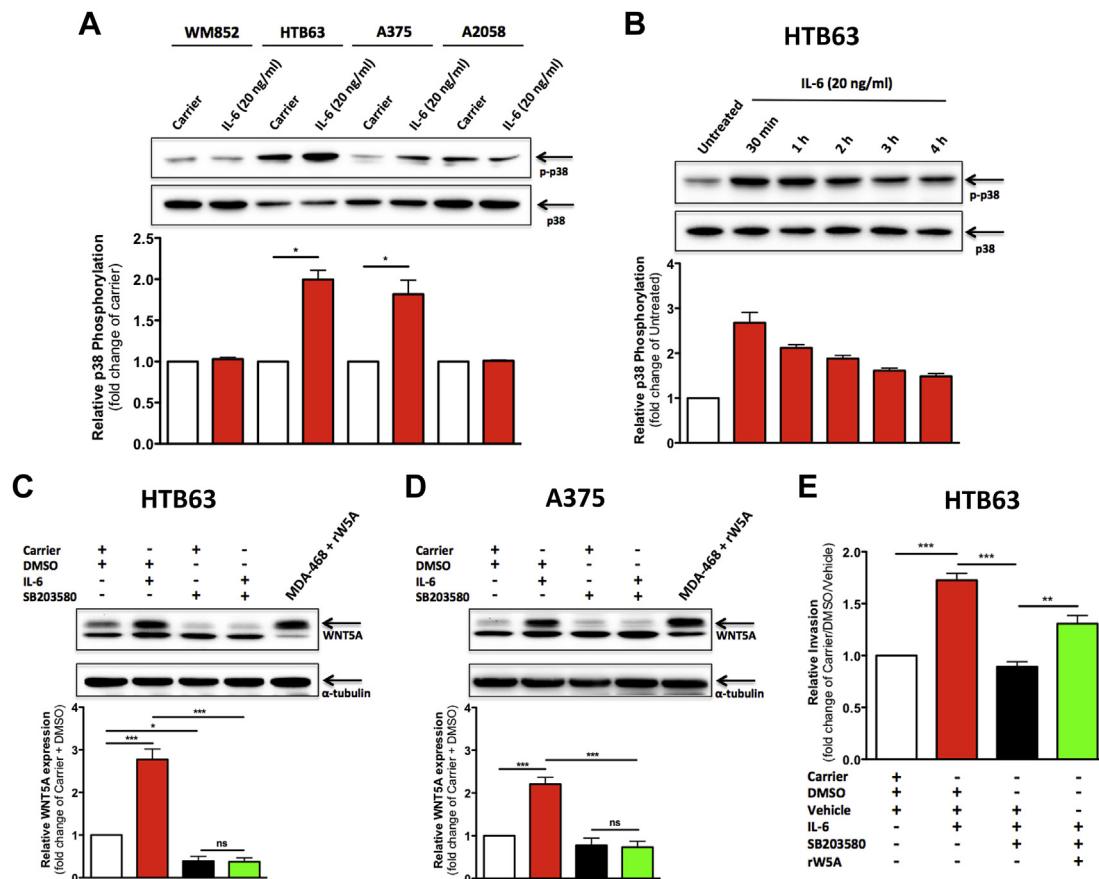 A
WM852 HTB63 A375 A2058
Carrier IL-6 (20 ng/ml) Carrier IL-6 (20 ng/ml) Carrier IL-6 (20 ng/ml) Carrier IL-6 (20 ng/ml)
p-p38
p38
Relative p38 Phosphorylation
(fold change of carrier)
2.5
2.0
1.5
1.0
0.5
0.0
* *
B
HTB63
IL-6 (20 ng/ml)
Untreated 30 min 1 h 2 h 3 h 4 h
p-p38
p38
Relative p38 Phosphorylation
(fold change of Untreated)
4
3
2
1
0
C
HTB63
Carrier + - + -
DMSO + + - -
IL-6 - + - +
SB203580 - - + +
MDA-468 + rW5A
WNT5A
α-tubulin
Relative WNT5A expression
(fold change of Carrier + DMSO)
4
3
2
1
0
***
*
***
ns
D
A375
Carrier + - + -
DMSO + + - -
IL-6 - + - +
SB203580 - - + +
MDA-468 + rW5A
WNT5A
α-tubulin
Relative WNT5A expression
(fold change of Carrier + DMSO)
4
3
2
1
0
*** ***
ns
E
HTB63
Relative Invasion
(fold change of Carrier/DMSO/Vehicle)
2.0
1.5
1.0
0.5
0.0
*** ***
**
Carrier + - - -
DMSO + + - -
Vehicle + + + -
IL-6 - + + +
SB203580 - - + +
rW5A - - - +